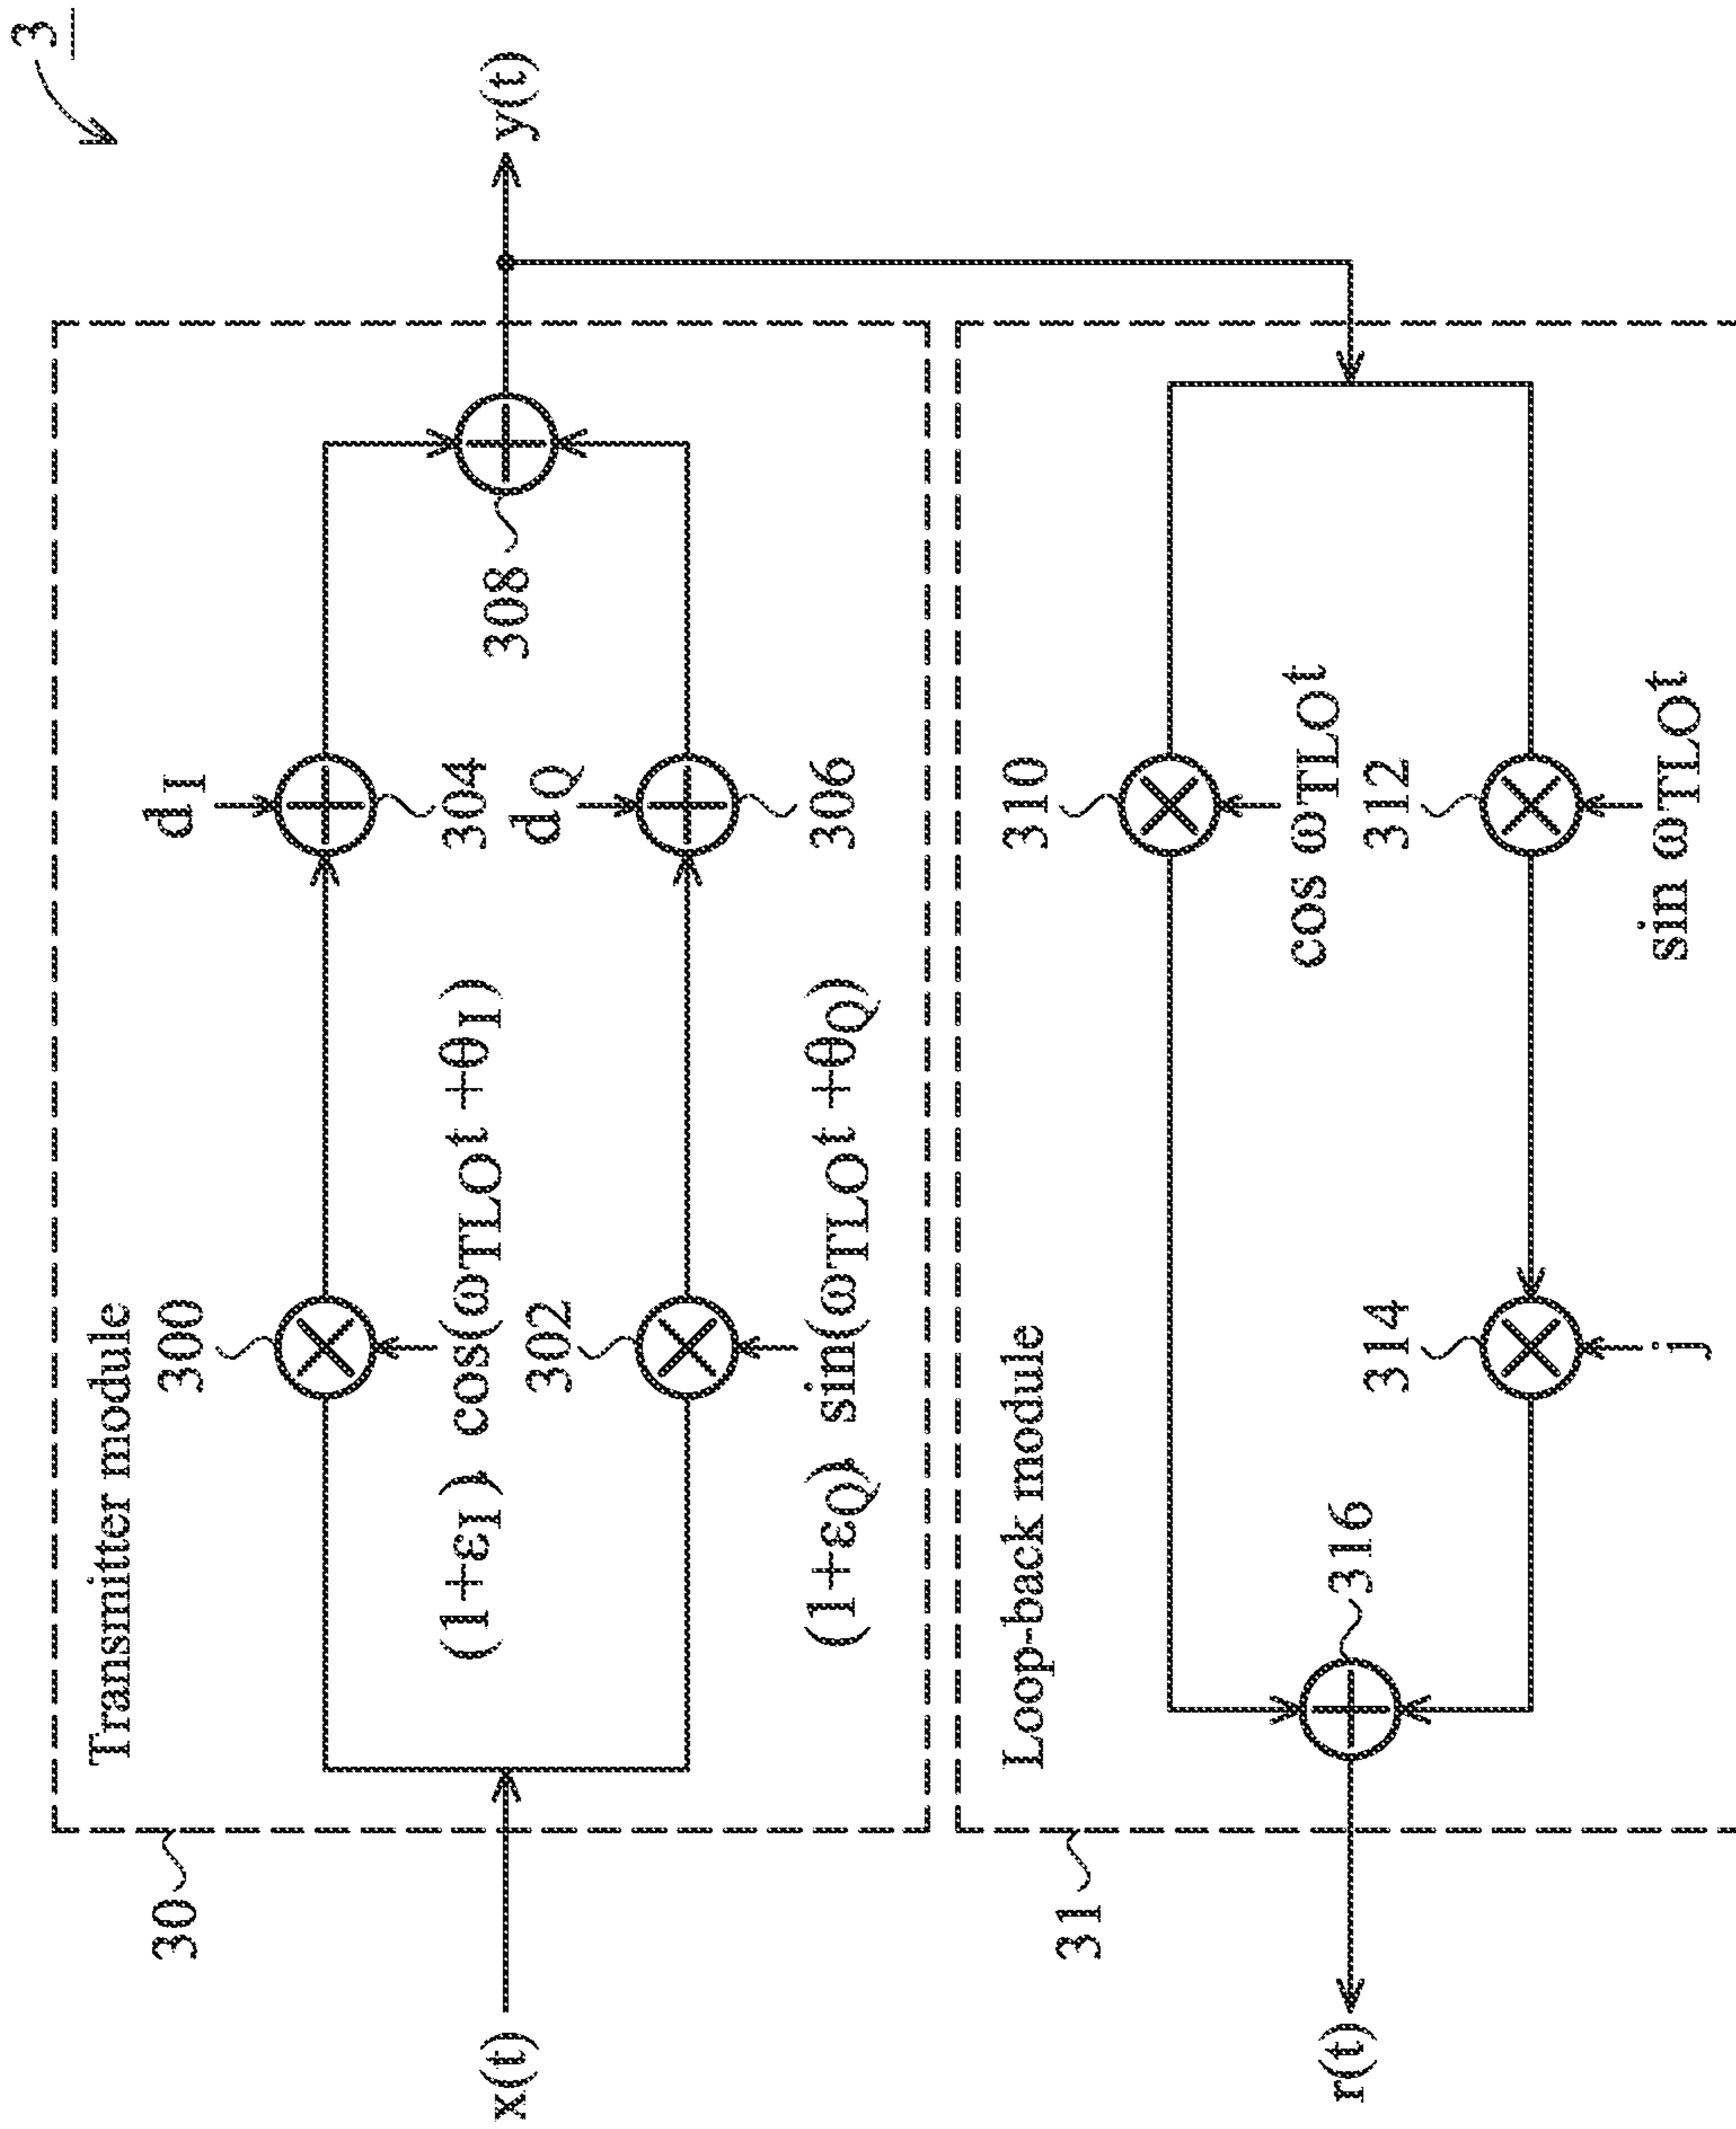 3
30
Transmitter module
300
(1+εI) cos(ωTLOt +θI)
dI
304
302
(1+εQ) sin(ωTLOt +θQ)
dQ
306
308
x(t)
y(t)
31
Loop-back module
310
cos ωTLOt
312
sin ωTLOt
314
j
316
r(t)